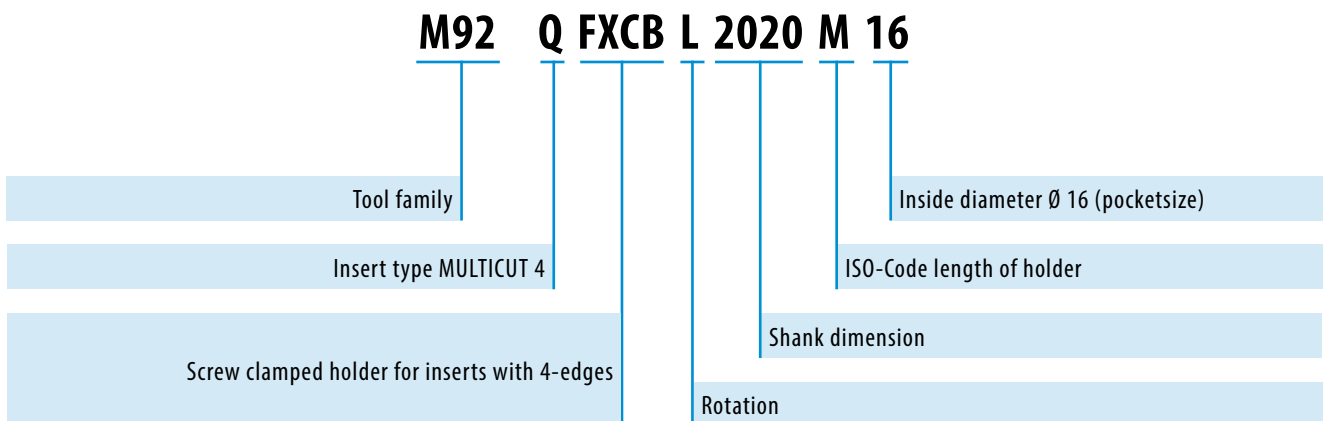 M92 Q FXCB L 2020 M 16
Tool family
Inside diameter Ø 16 (pocketsize)
Insert type MULTICUT 4
ISO-Code length of holder
Shank dimension
Screw clamped holder for inserts with 4-edges
Rotation